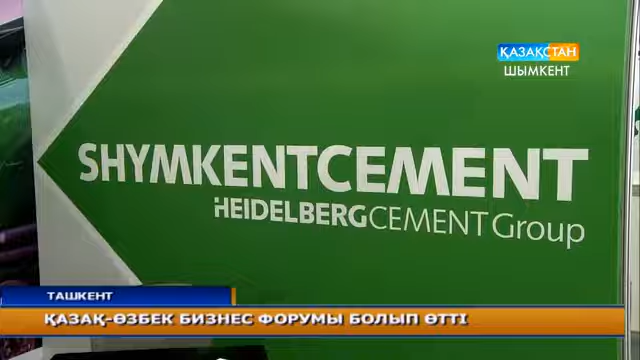 ҚАЗАҚСТАН
ШЫМКЕНТ
SHYMKENTCEMENT
HEIDELBERGCEMENT Group
ТАШКЕНТ
ҚАЗАҚ-ӨЗБЕК БИЗНЕС ФОРУМЫ БОЛЫП ӨТТІ